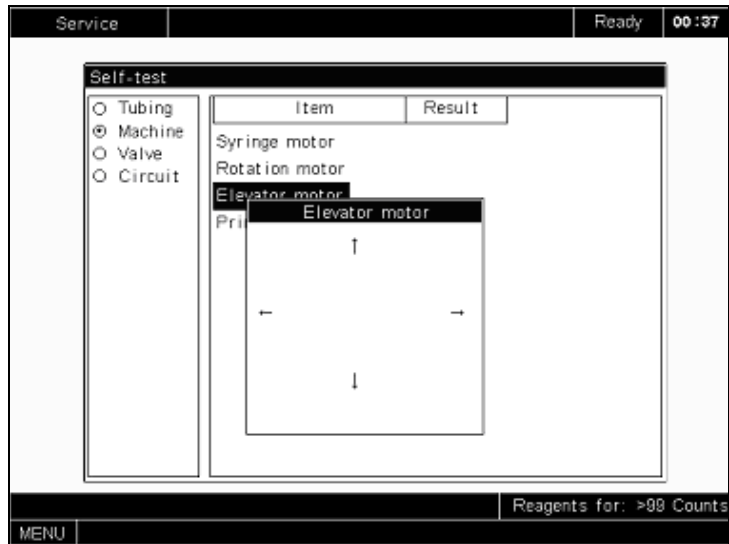 Service Ready 00:37
Self-test
Tubing
Machine
Valve
Circuit
Item Result
Syringe motor
Rotation motor
Elevator motor
Elevator motor
↑
← →
↓
Reagents for: >99 Counts
MENU